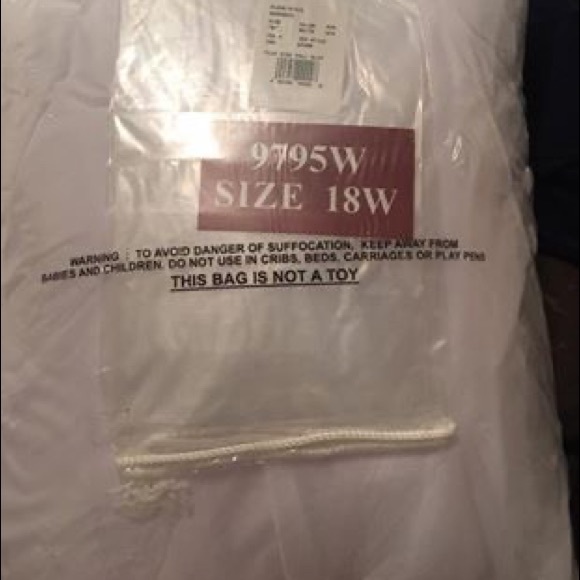 9795W
SIZE 18W
WARNING : TO AVOID DANGER OF SUFFOCATION, KEEP AWAY FROM
BABIES AND CHILDREN. DO NOT USE IN CRIBS, BEDS, CARRIAGES OR PLAY PENS
THIS BAG IS NOT A TOY